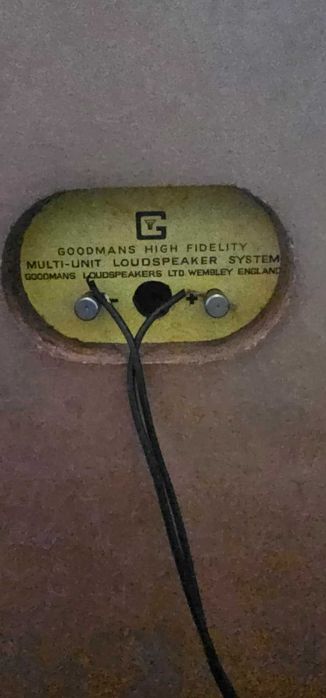 G
GOODMANS HIGH FIDELITY
MULTI-UNIT LOUDSPEAKER SYSTEM
GOODMANS LOUDSPEAKERS LTD WEMBLEY ENGLAND
- +